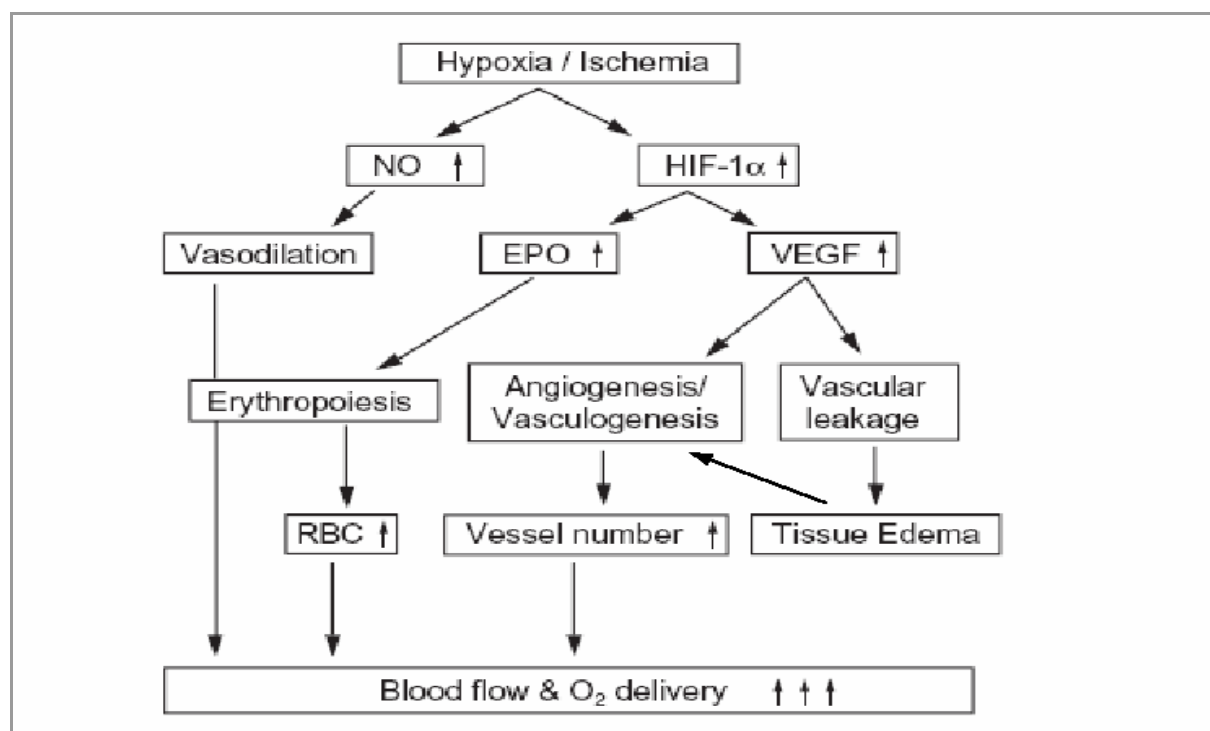 Hypoxia / Ischemia
NO ↑
HIF-1α ↑
Vasodilation
EPO ↑
VEGF ↑
Erythropoiesis
Angiogenesis/
Vasculogenesis
Vascular
leakage
RBC ↑
Vessel number ↑
Tissue Edema
Blood flow & O₂ delivery ↑ ↑ ↑